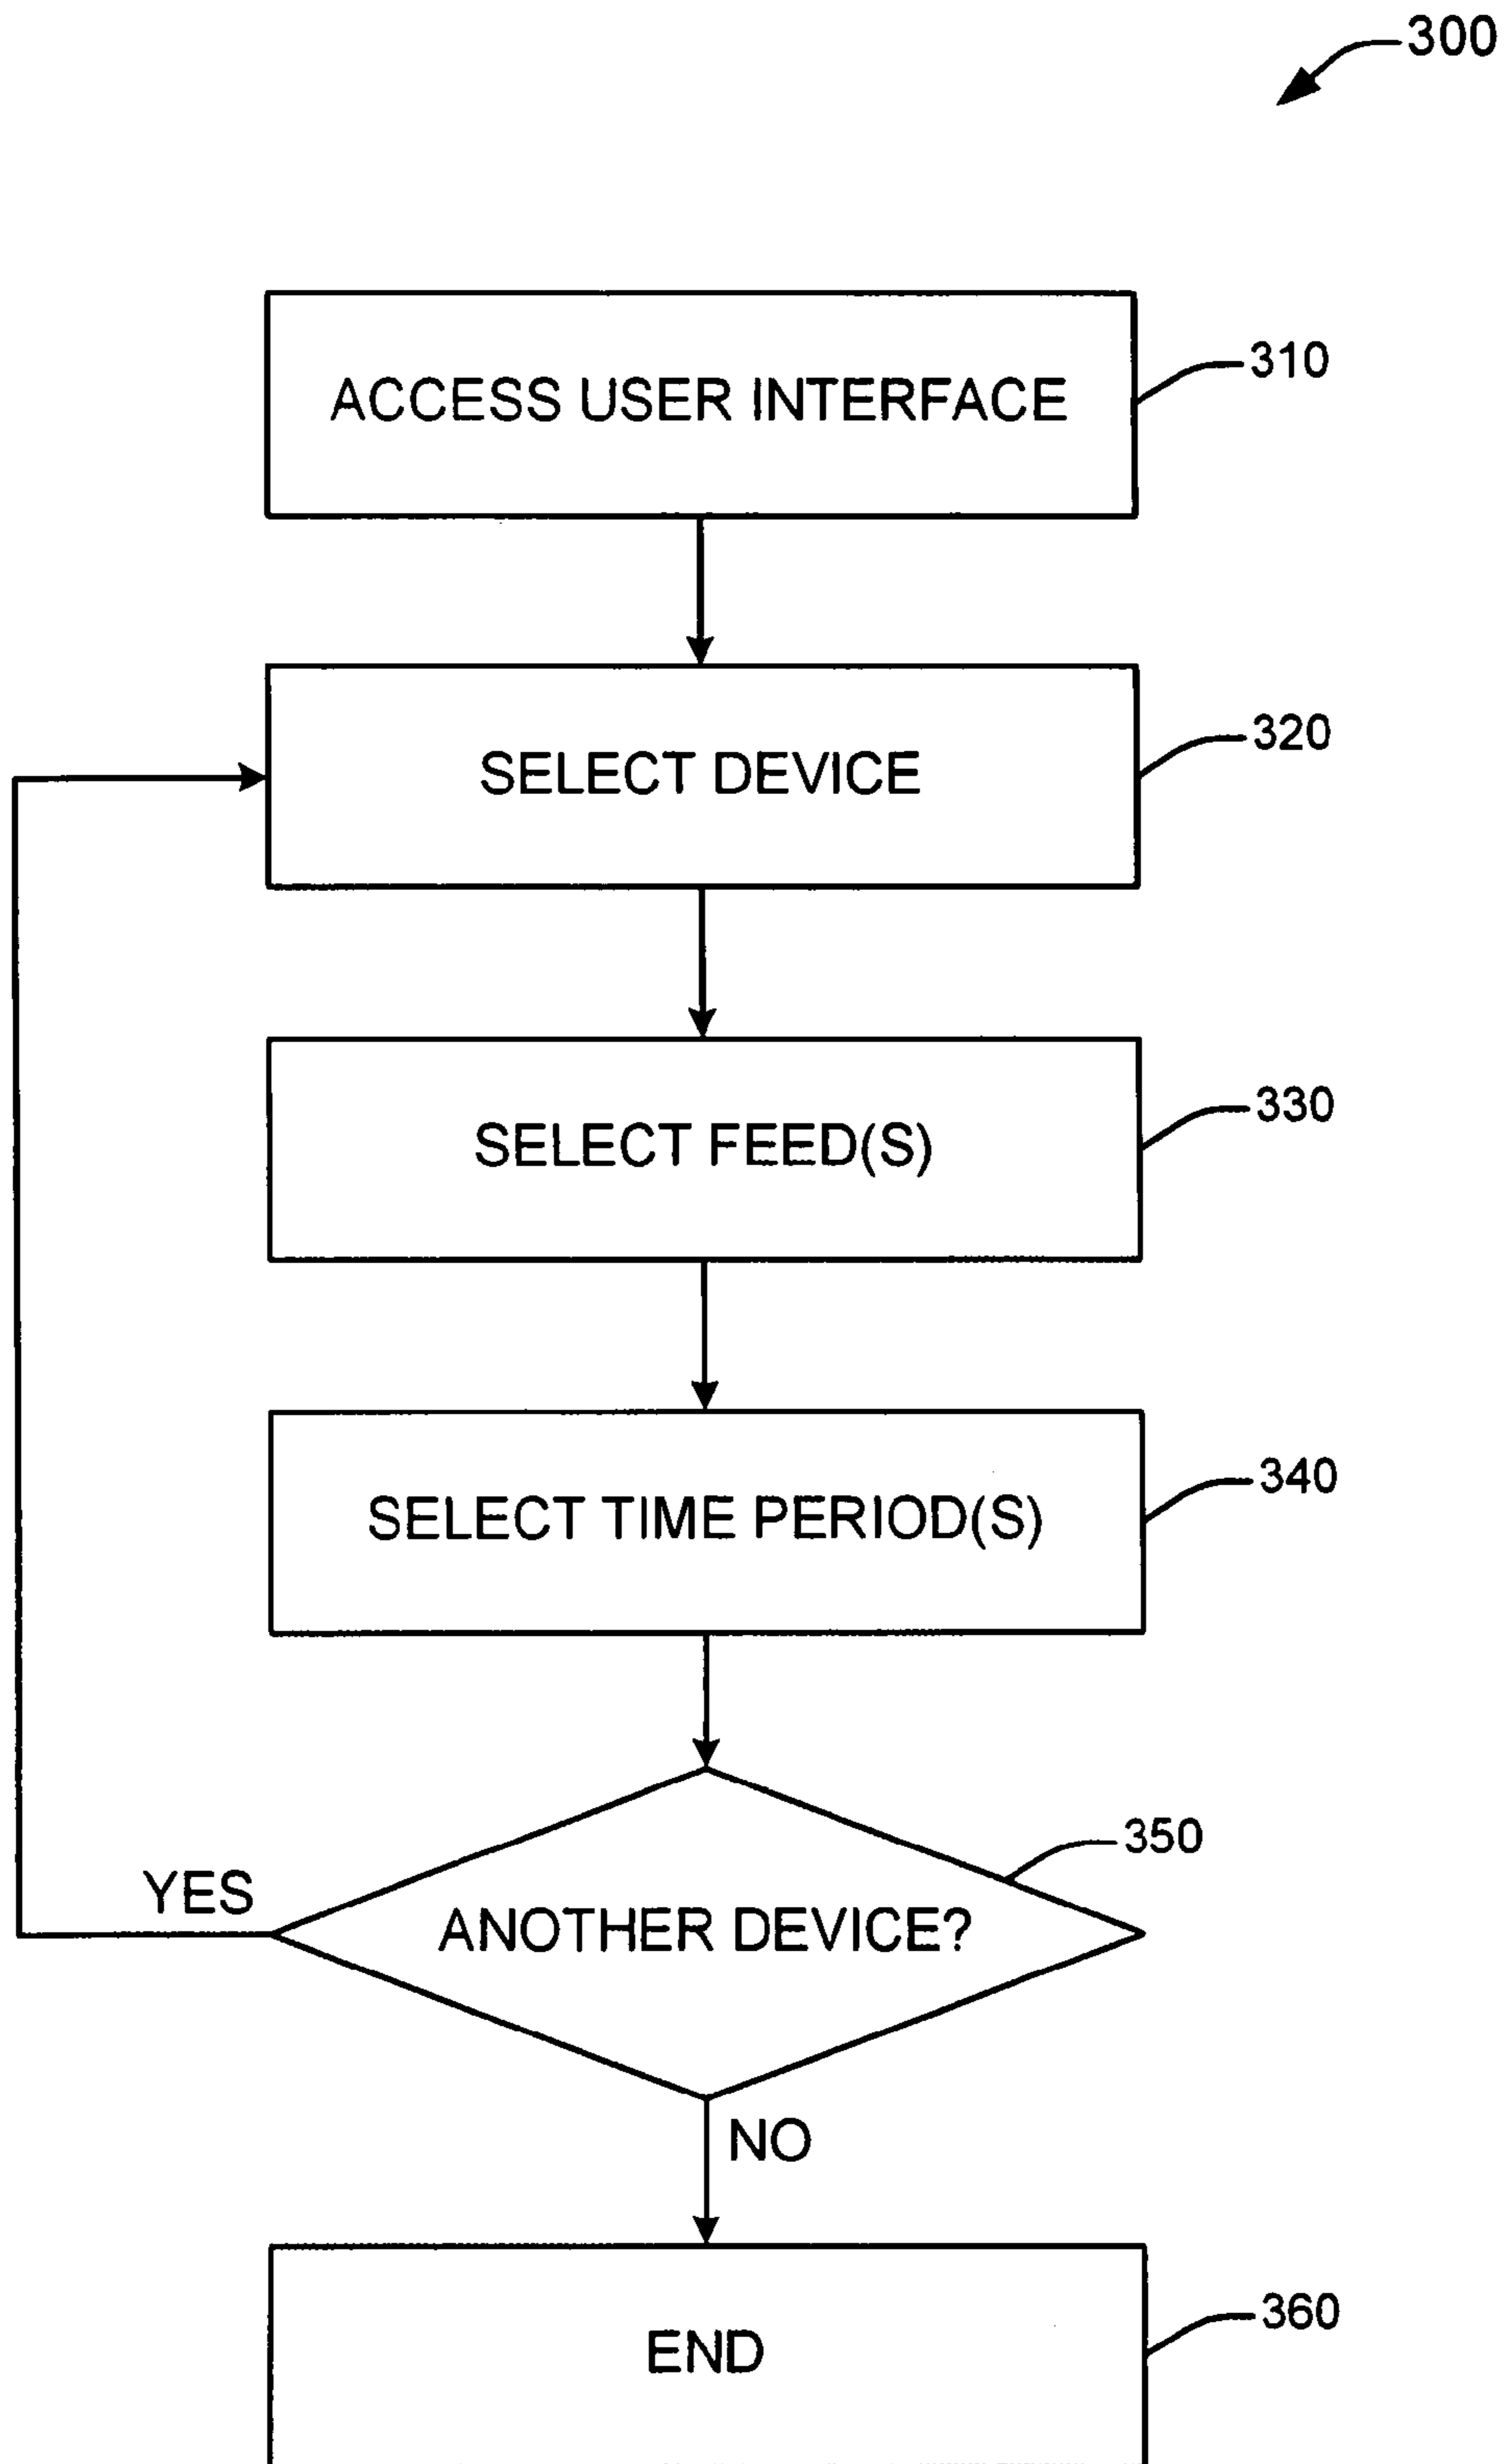 300
ACCESS USER INTERFACE
310
SELECT DEVICE
320
SELECT FEED(S)
330
SELECT TIME PERIOD(S)
340
350
YES
ANOTHER DEVICE?
NO
END
360